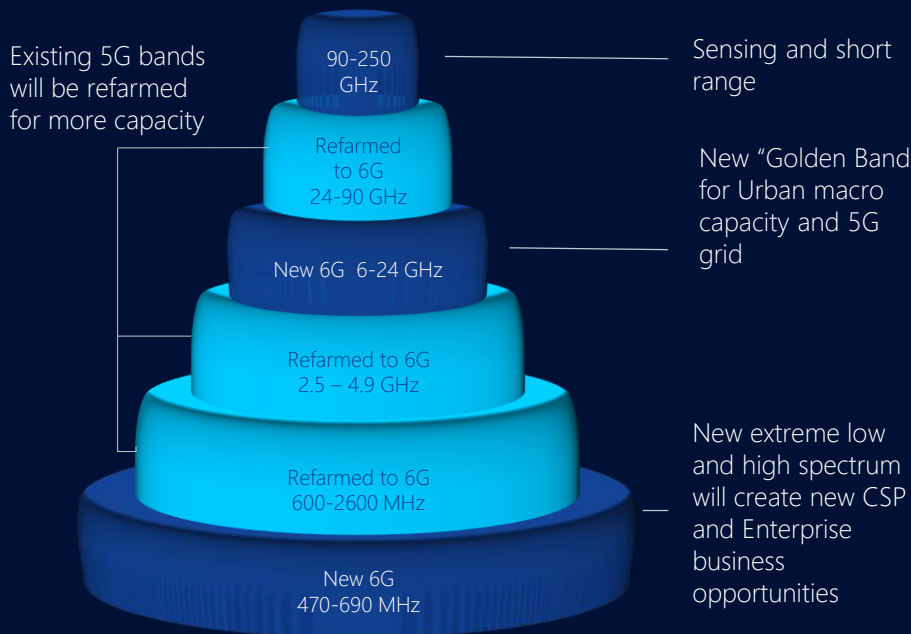 Existing 5G bands
will be refarmed
for more capacity
90-250
GHz
Sensing and short
range
Refarmed
to 6G
24-90 GHz
New “Golden Band
for Urban macro
capacity and 5G
grid
New 6G 6-24 GHz
Refarmed to 6G
2.5 – 4.9 GHz
Refarmed to 6G
600-2600 MHz
New extreme low
and high spectrum
will create new CSP
and Enterprise
business
opportunities
New 6G
470-690 MHz